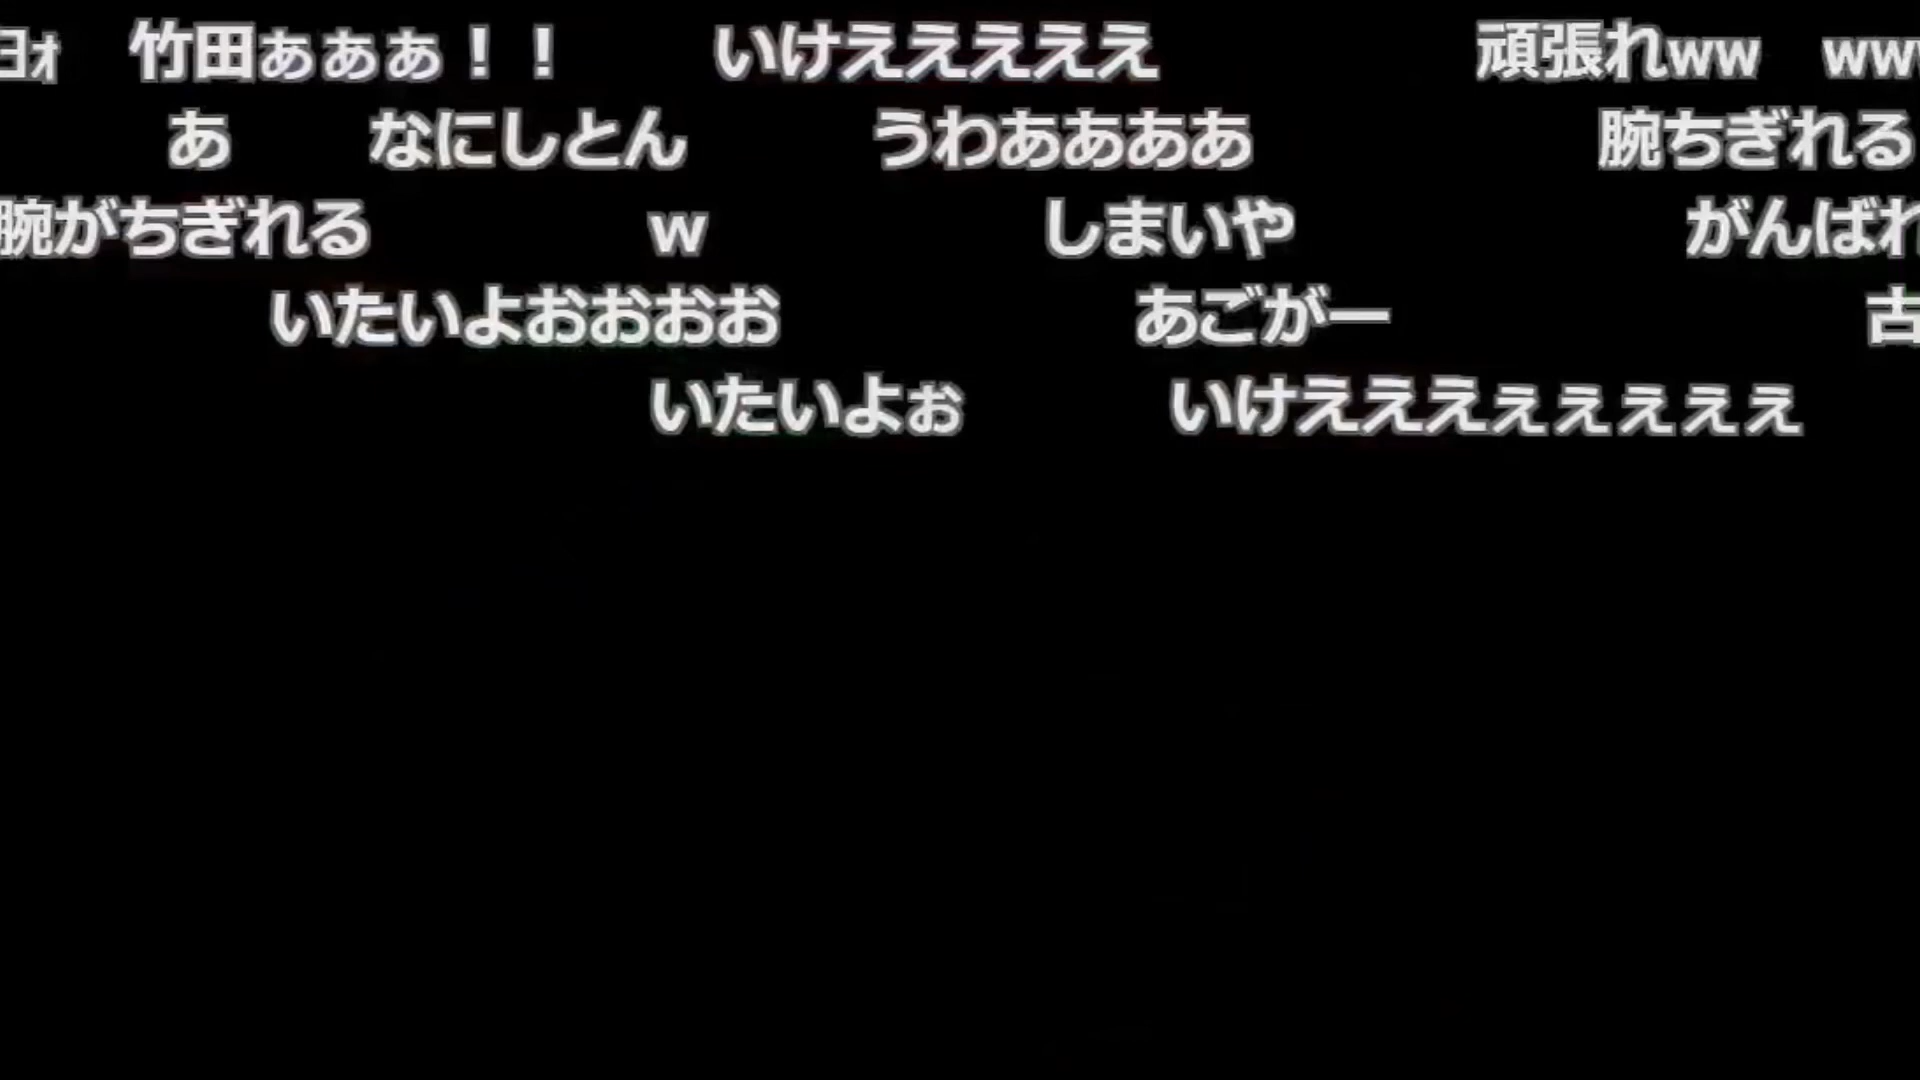 ヨォ 竹田ぁぁぁ！！ いけえええええ 頑張れww ww
あ なにしとん うわああああ 腕ちぎれる
腕がちぎれる w しまいや がんばれ
いたいよおおおお あごがー 古
いたいよぉ いけえええぇぇぇぇぇ